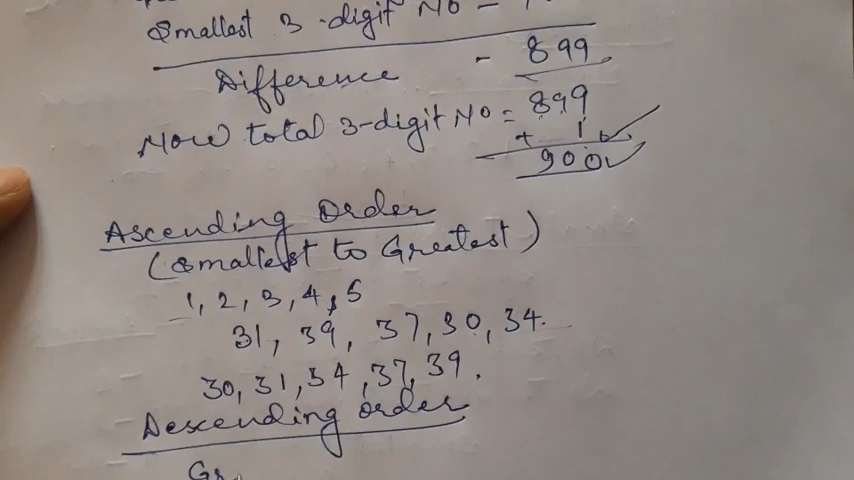 Smallest 3-digit No -
Difference - 899
Now total 3-digit No = 899
+ 1
900
Ascending Order
(Smallest to Greatest)
1, 2, 3, 4, 5
31, 39, 37, 30, 34.
30, 31, 34, 37, 39.
Descending order
Gr